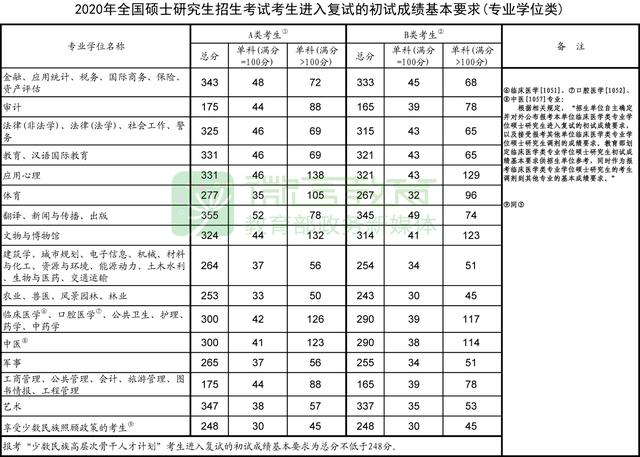 2020年全国硕士研究生招生考试考生进入复试的初试成绩基本要求(专业学位类)
专业学位名称 A类考生① B类考生② 备 注
总分 单科(满分=100分) 单科(满分>100分) 总分 单科(满分=100分) 单科(满分>100分)
金融、应用统计、税务、国际商务、保险、
资产评估 343 48 72 333 45 68
审计 175 44 88 165 39 78
法律(非法学)、法律(法学)、社会工作、警
务 325 46 69 315 43 65
教育、汉语国际教育 331 46 69 321 43 65
应用心理 331 46 138 321 43 129
体育 277 35 105 267 32 96
翻译、新闻与传播、出版 355 52 78 345 49 74
文物与博物馆 324 44 132 314 41 123
建筑学、城市规划、电子信息、机械、材料
与化工、资源与环境、能源动力、土木水利
、生物与医药、交通运输 264 37 56 254 34 51
农业、兽医、风景园林、林业 253 33 50 243 30 45
临床医学⑥、口腔医学⑦、公共卫生、护理、
药学、中药学 300 42 126 290 39 117
中医⑧ 300 41 123 290 38 114
军事 265 37 56 255 34 51
工商管理、公共管理、会计、旅游管理、图
书情报、工程管理 175 44 88 165 39 78
艺术 347 38 57 337 35 53
享受少数民族照顾政策的考生⑨ 248 30 45 248 30 45
报考“少数民族高层次骨干人才计划”考生进入复试的初试成绩基本要求为总分不低于248分。
⑥临床医学[1051]、⑦口腔医学[1052]、
⑧中医[1057]专业:
根据相关规定,“招生单位自主确定
并对外公布报考本单位临床医学类专业学
位硕士研究生进入复试的初试成绩要求,
以及接受报考其他单位临床医学类专业学
位硕士研究生调剂的成绩要求。教育部划
定临床医学类专业学位硕士研究生初试成
绩基本要求供招生单位参考,同时作为报
考临床医学类专业学位硕士研究生的考生
调剂到其他专业的基本成绩要求。”
⑨同③
微言教育
教育部政务新媒体